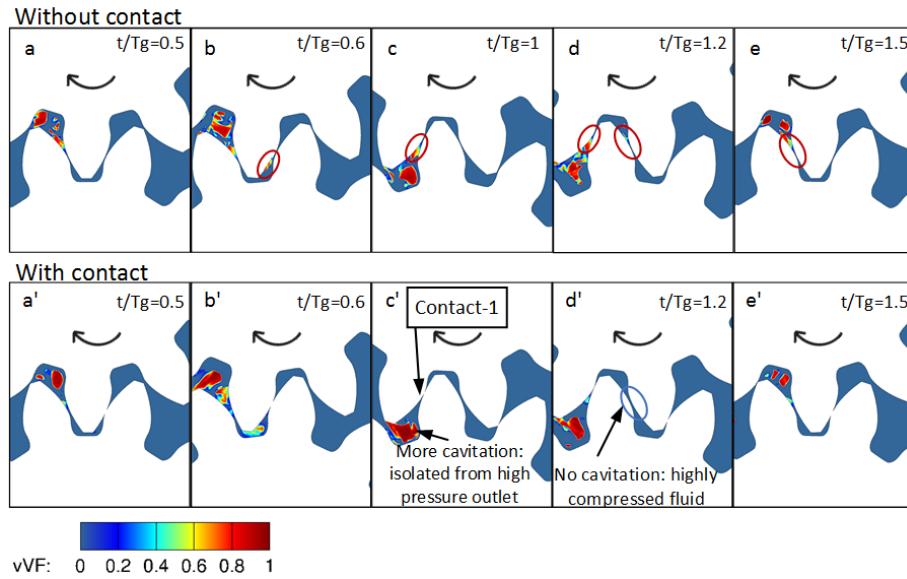 Without contact
a t/Tg=0.5 b t/Tg=0.6 c t/Tg=1 d t/Tg=1.2 e t/Tg=1.5
With contact
a' t/Tg=0.5 b' t/Tg=0.6 c' d' t/Tg=1.2 e' t/Tg=1.5
Contact-1
More cavitation:
isolated from high
pressure outlet
No cavitation: highly
compressed fluid
vVF: 0 0.2 0.4 0.6 0.8 1